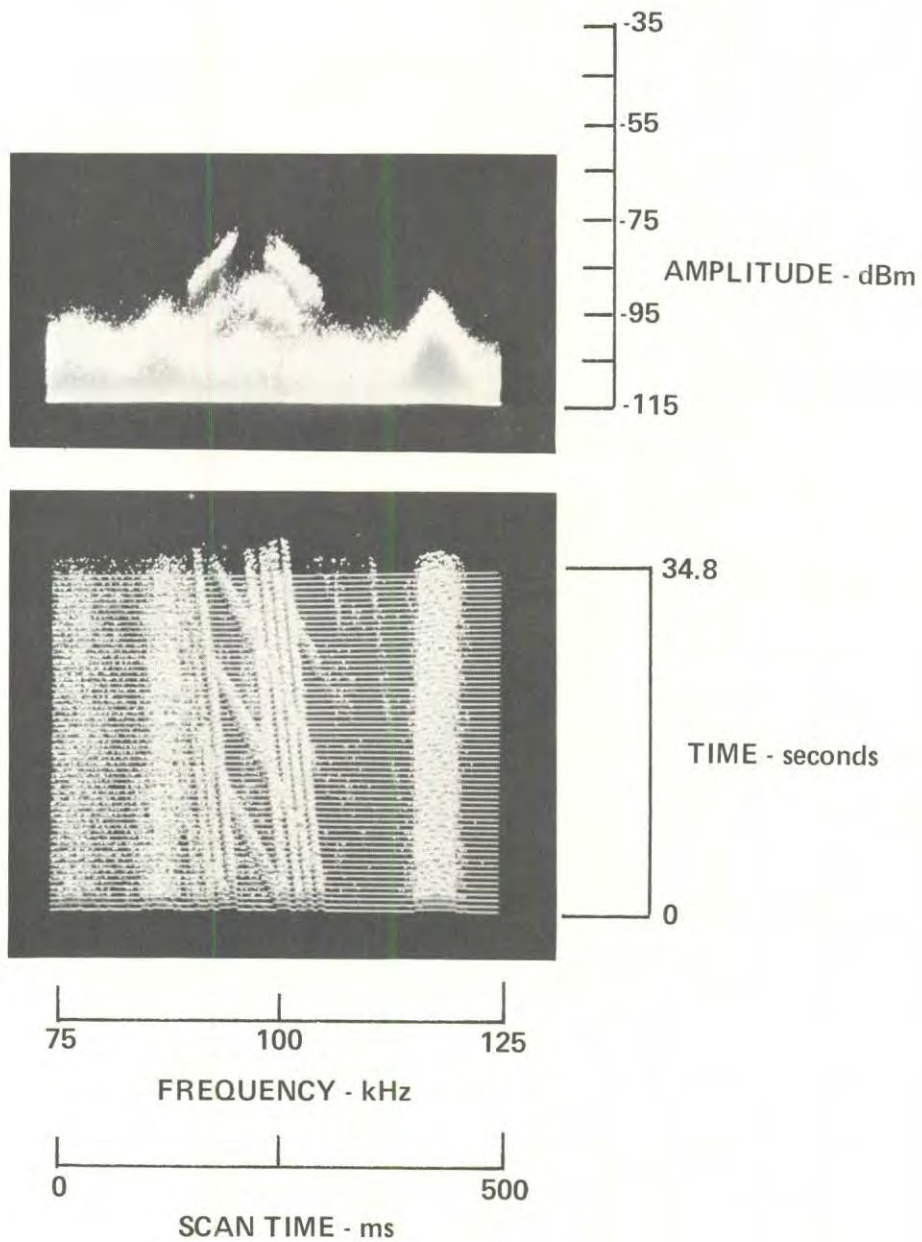 -35
-55
-75
AMPLITUDE - dBm
-95
-115
34.8
TIME - seconds
0
75 100 125
FREQUENCY - kHz
0 500
SCAN TIME - ms